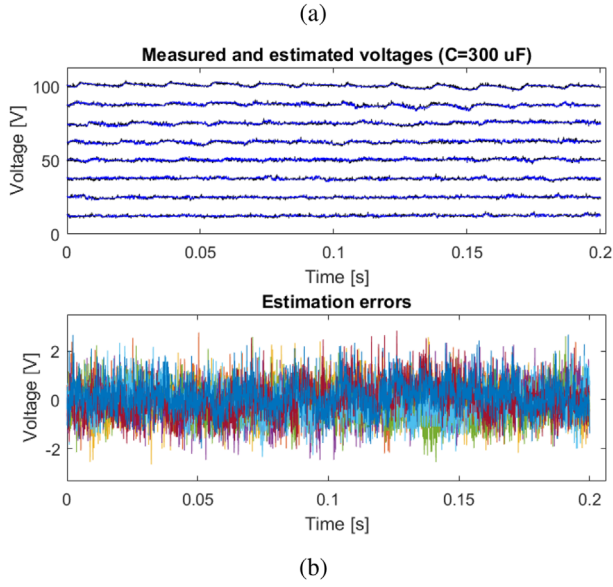 (a)
Measured and estimated voltages (C=300 uF)
100
50
0
Voltage [V]
0 0.05 0.1 0.15 0.2
Time [s]
Estimation errors
2
0
-2
Voltage [V]
0 0.05 0.1 0.15 0.2
Time [s]
(b)